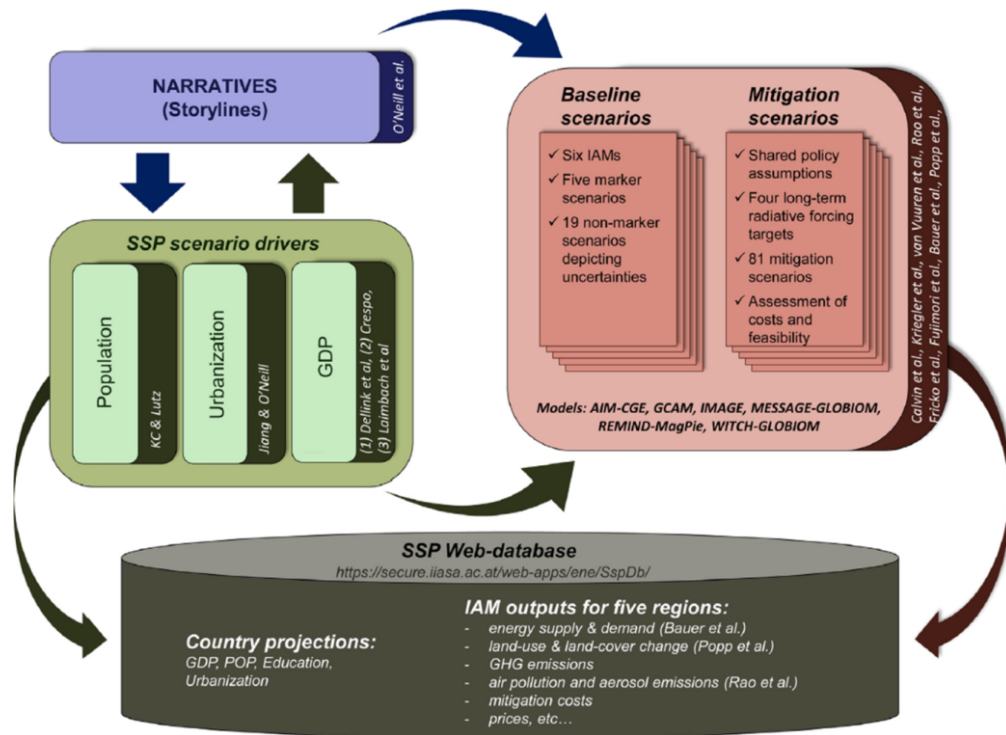 NARRATIVES
(Storylines)
O'Neill et al.
SSP scenario drivers
Population
KC & Lutz
Urbanization
Jiang & O'Neill
GDP
(1) Dellink et al, (2) Crespo,
(3) Laimbach et al
Baseline
scenarios
✓ Six IAMs
✓ Five marker
scenarios
✓ 19 non-marker
scenarios
depicting
uncertainties
Mitigation
scenarios
✓ Shared policy
assumptions
✓ Four long-term
radiative forcing
targets
✓ 81 mitigation
scenarios
✓ Assessment of
costs and
feasibility
Models: AIM-CGE, GCAM, IMAGE, MESSAGE-GLOBIOM,
REMIND-MagPie, WITCH-GLOBIOM
Calvin et al., Kriegler et al., van Vuuren et al., Rao et al.,
Fricko et al., Fujimori et al., Bauer et al., Popp et al.,
SSP Web-database
https://secure.iiasa.ac.at/web-apps/ene/SspDb/
Country projections:
GDP, POP, Education,
Urbanization
IAM outputs for five regions:
- energy supply & demand (Bauer et al.)
- land-use & land-cover change (Popp et al.)
- GHG emissions
- air pollution and aerosol emissions (Rao et al.)
- mitigation costs
- prices, etc…